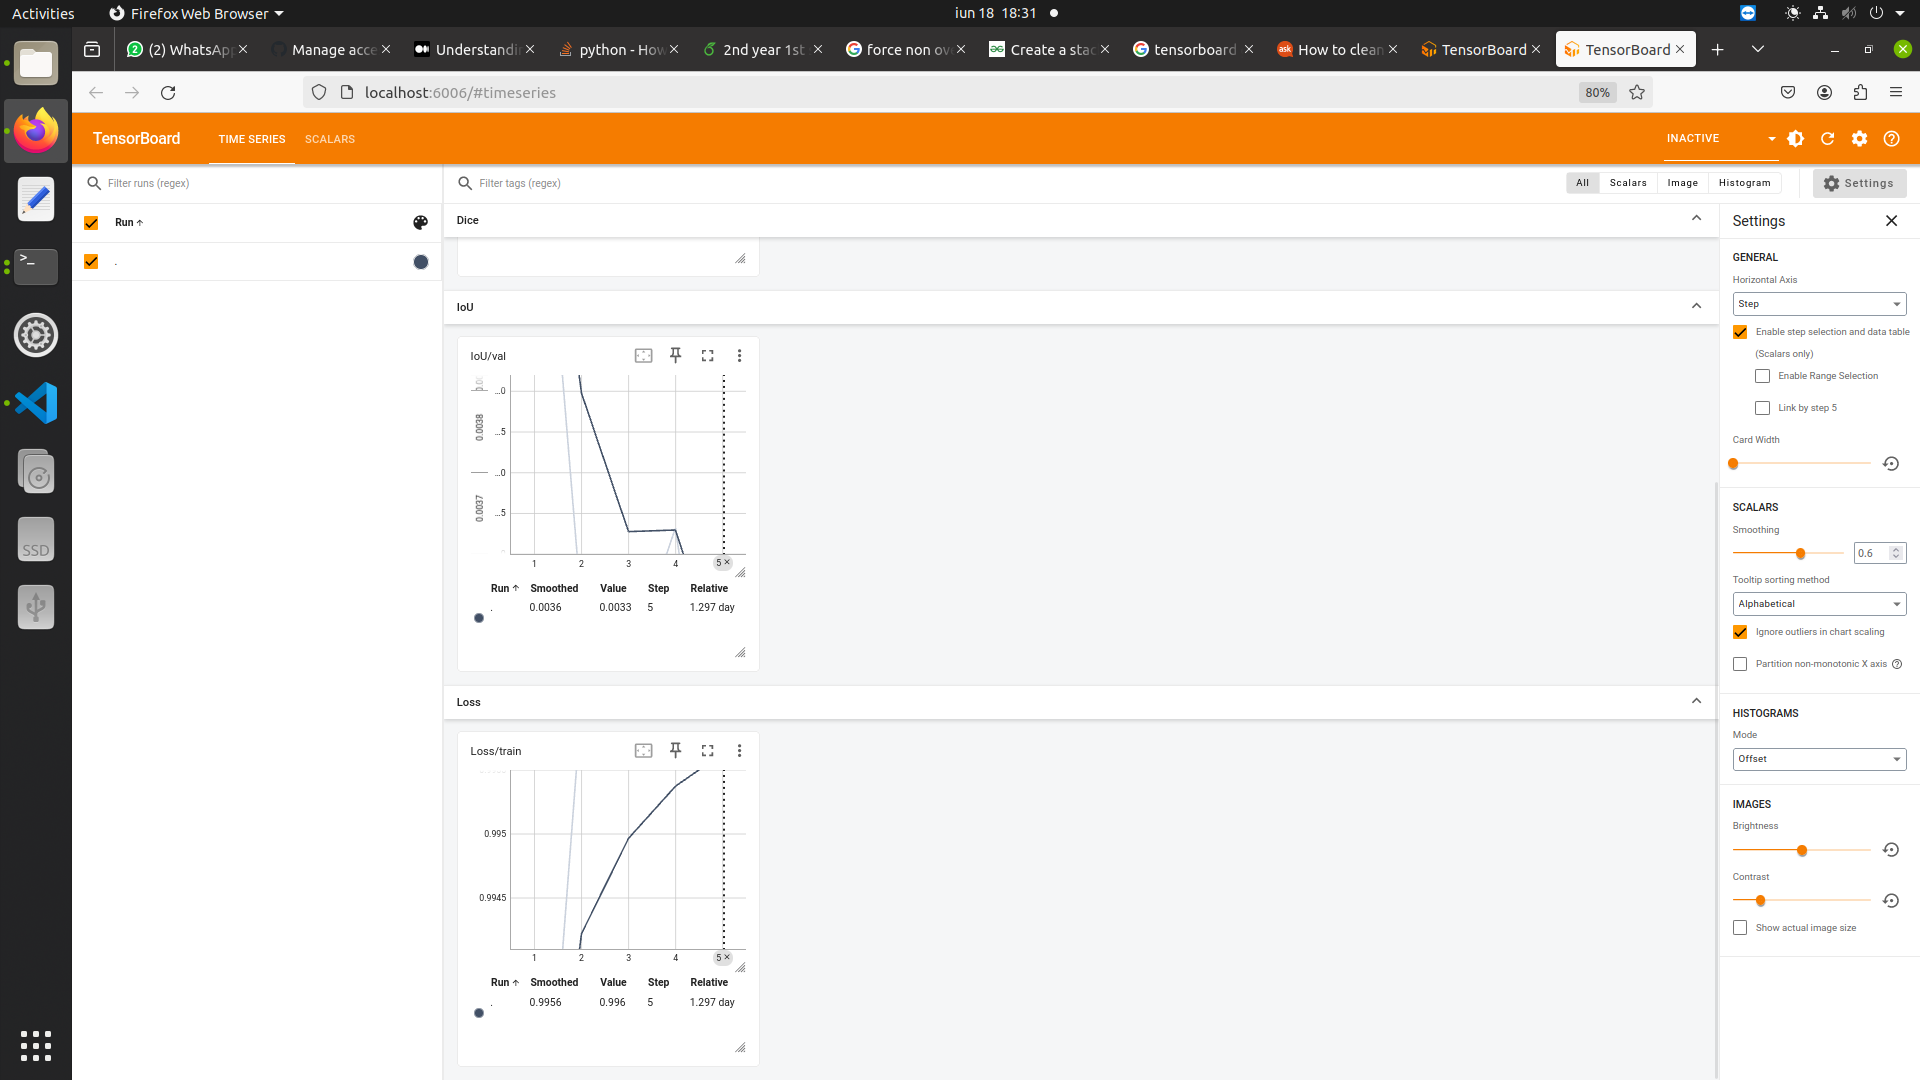 Activities
Firefox Web Browser
iun 18 18:31
(2) WhatsApp
Manage acce
Understandi
python - How
2nd year 1st
force non ov
Create a stac
tensorboard
How to clean
TensorBoard
TensorBoard
localhost:6006/#timeseries
80%
TensorBoard
TIME SERIES
SCALARS
INACTIVE
Filter runs (regex)
Filter tags (regex)
All
Scalars
Image
Histogram
Settings
Run
.
Dice
IoU
IoU/val
0.0038
0.0037
...0
...5
...0
...5
1 2 3 4 5
Run Smoothed Value Step Relative
. 0.0036 0.0033 5 1.297 day
Loss
Loss/train
0.995
0.9945
1 2 3 4 5
Run Smoothed Value Step Relative
. 0.9956 0.996 5 1.297 day
Settings
GENERAL
Horizontal Axis
Step
Enable step selection and data table
(Scalars only)
Enable Range Selection
Link by step 5
Card Width
SCALARS
Smoothing
0.6
Tooltip sorting method
Alphabetical
Ignore outliers in chart scaling
Partition non-monotonic X axis
HISTOGRAMS
Mode
Offset
IMAGES
Brightness
Contrast
Show actual image size
SSD